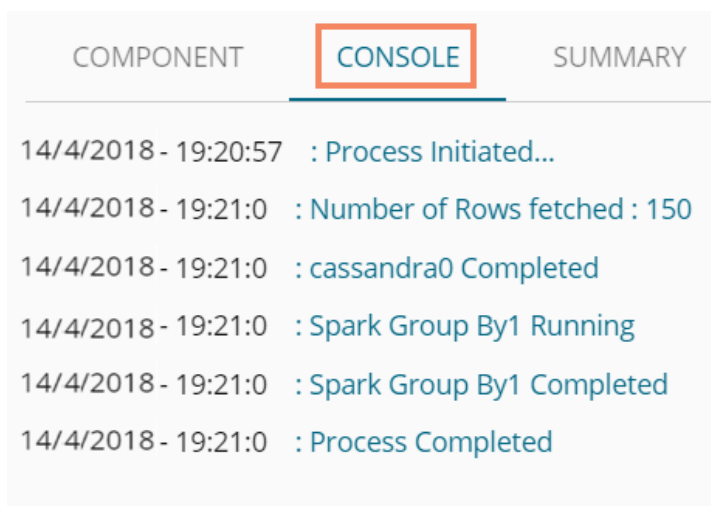 COMPONENT CONSOLE SUMMARY
14/4/2018 - 19:20:57 : Process Initiated...
14/4/2018 - 19:21:0 : Number of Rows fetched : 150
14/4/2018 - 19:21:0 : cassandra0 Completed
14/4/2018 - 19:21:0 : Spark Group By1 Running
14/4/2018 - 19:21:0 : Spark Group By1 Completed
14/4/2018 - 19:21:0 : Process Completed